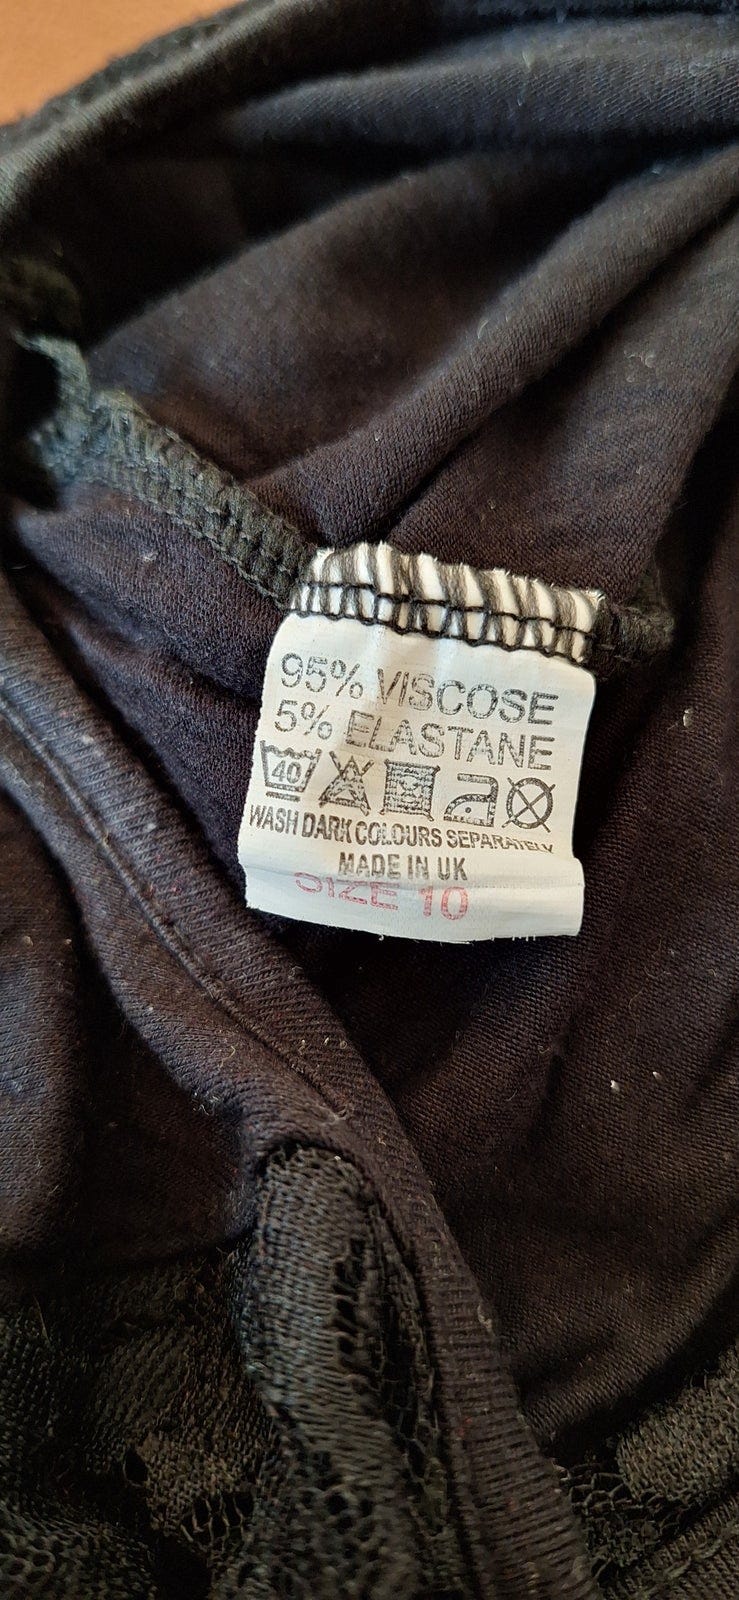 95% VISCOSE
5% ELASTANE
40
WASH DARK COLOURS SEPARATELY
MADE IN UK
SIZE 10